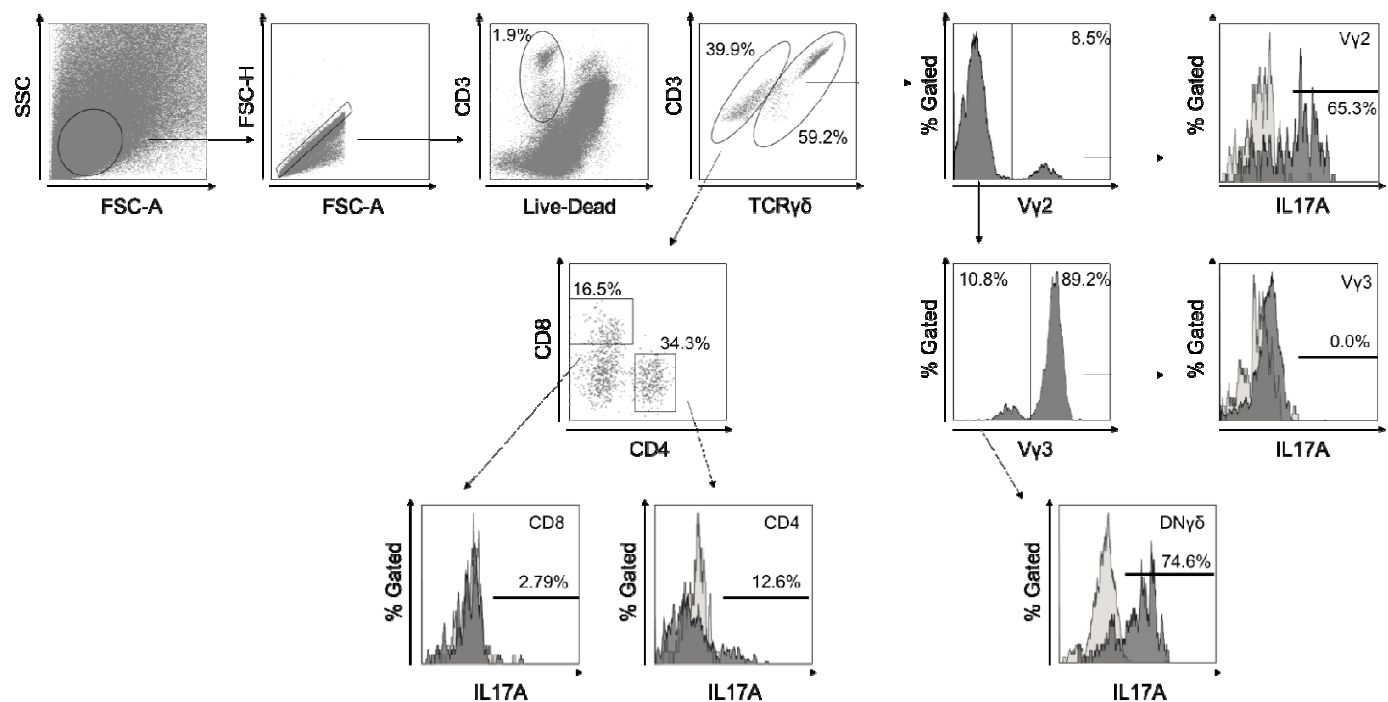 SSC
FSC-A
FSC-H
FSC-A
1.9%
CD3
Live-Dead
39.9%
59.2%
CD3
TCRγδ
8.5%
% Gated
Vγ2
Vγ2
65.3%
% Gated
IL17A
16.5%
34.3%
CD8
CD4
10.8%
89.2%
% Gated
Vγ3
Vγ3
0.0%
% Gated
IL17A
CD8
2.79%
% Gated
IL17A
CD4
12.6%
% Gated
IL17A
DNγδ
74.6%
% Gated
IL17A